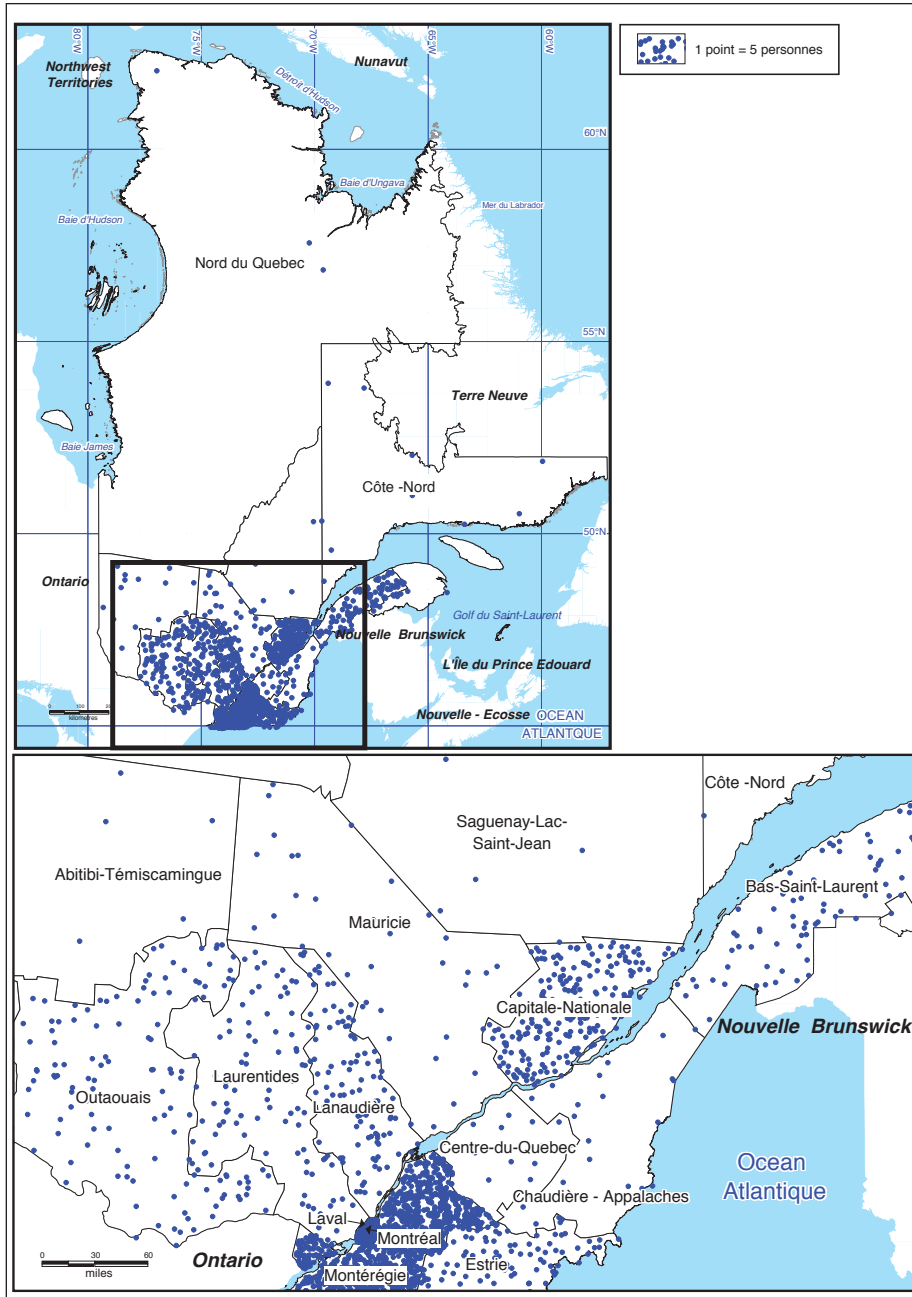 80°W
75°W
70°W
65°W
60°W
1 point = 5 personnes
Northwest
Territories
Nunavut
Détroit d'Hudson
60°N
Baie d'Ungava
Baie d'Hudson
Mer du Labrador
Nord du Quebec
55°N
Terre Neuve
Baie James
Côte -Nord
50°N
Ontario
Golf du Saint-Laurent
Nouvelle Brunswick
L'Île du Prince Edouard
Nouvelle - Ecosse
OCEAN
ATLANTQUE
kilometres
Côte -Nord
Saguenay-Lac-
Saint-Jean
Abitibi-Témiscamingue
Bas-Saint-Laurent
Mauricie
Capitale-Nationale
Nouvelle Brunswick
Laurentides
Outaouais
Lanaudière
Centre-du-Quebec
Ocean
Atlantique
Chaudière - Appalaches
Laval
Montréal
Ontario
Estrie
Montérégie
0 30 60
miles